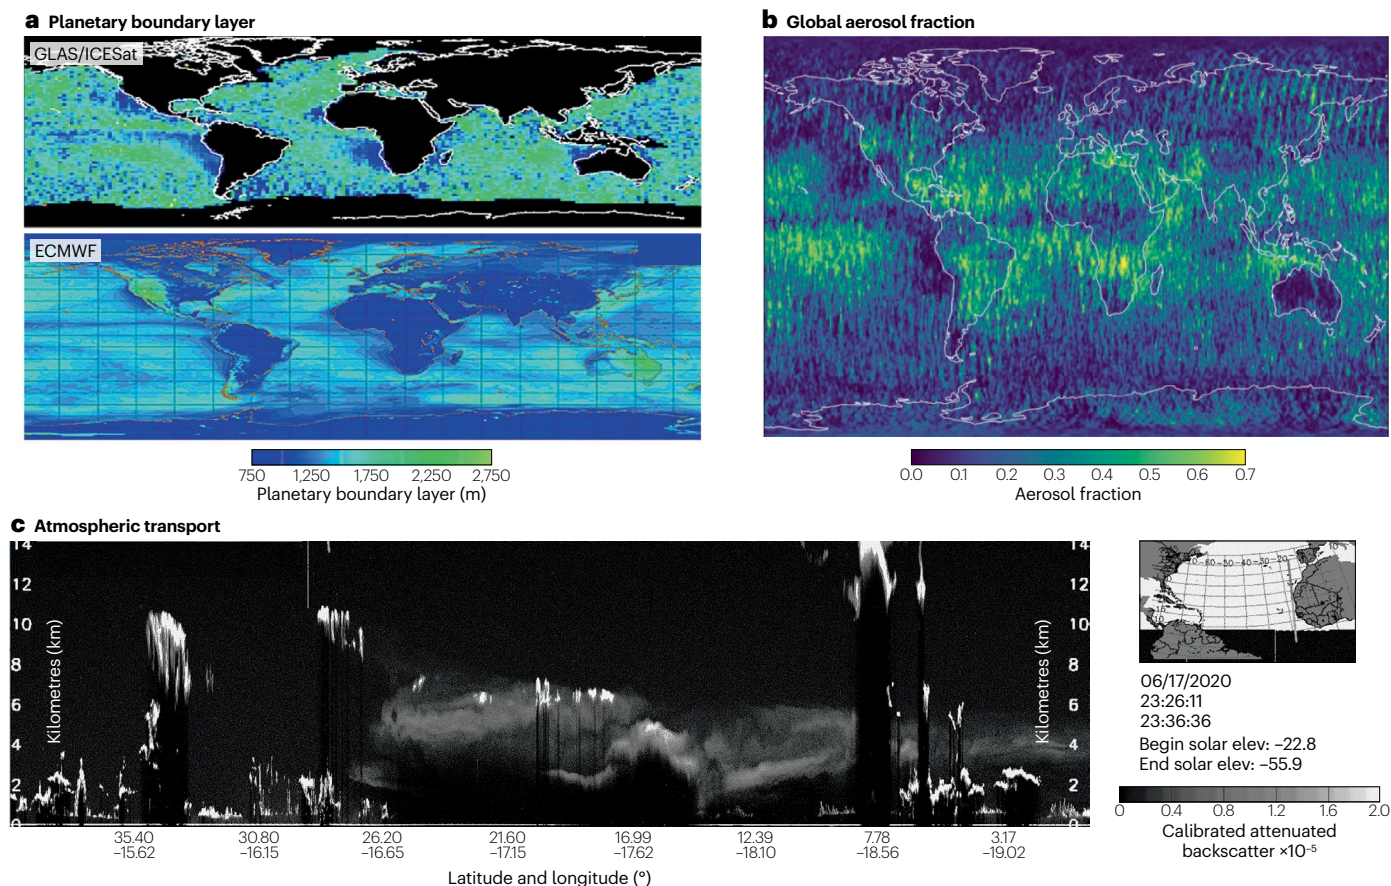 a Planetary boundary layer
GLAS/ICESat
ECMWF
750 1,250 1,750 2,250 2,750
Planetary boundary layer (m)
b Global aerosol fraction
0.0 0.1 0.2 0.3 0.4 0.5 0.6 0.7
Aerosol fraction
c Atmospheric transport
14 14
12 12
10 10
8 8
6 6
4 4
2 2
0 0
Kilometres (km)
Kilometres (km)
35.40 30.80 26.20 21.60 16.99 12.39 7.78 3.17
–15.62 –16.15 –16.65 –17.15 –17.62 –18.10 –18.56 –19.02
Latitude and longitude (°)
-60 -50 -40 -30 -20
06/17/2020
23:26:11
23:36:36
Begin solar elev: –22.8
End solar elev: –55.9
0 0.4 0.8 1.2 1.6 2.0
Calibrated attenuated
backscatter ×10–5